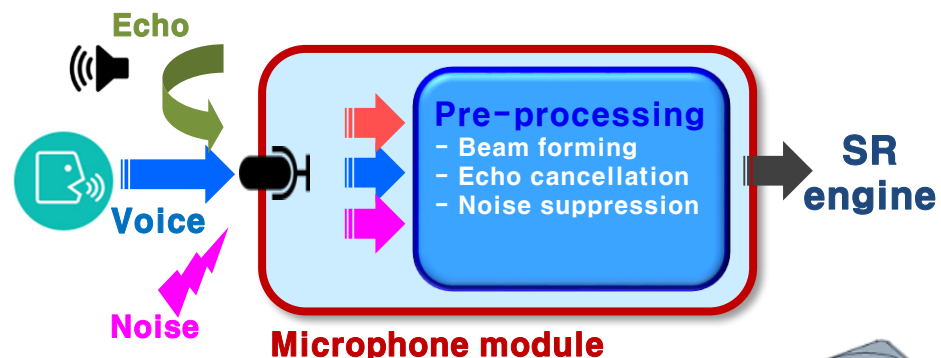 Echo
Voice
Noise
Pre-processing
- Beam forming
- Echo cancellation
- Noise suppression
SR
engine
Microphone module